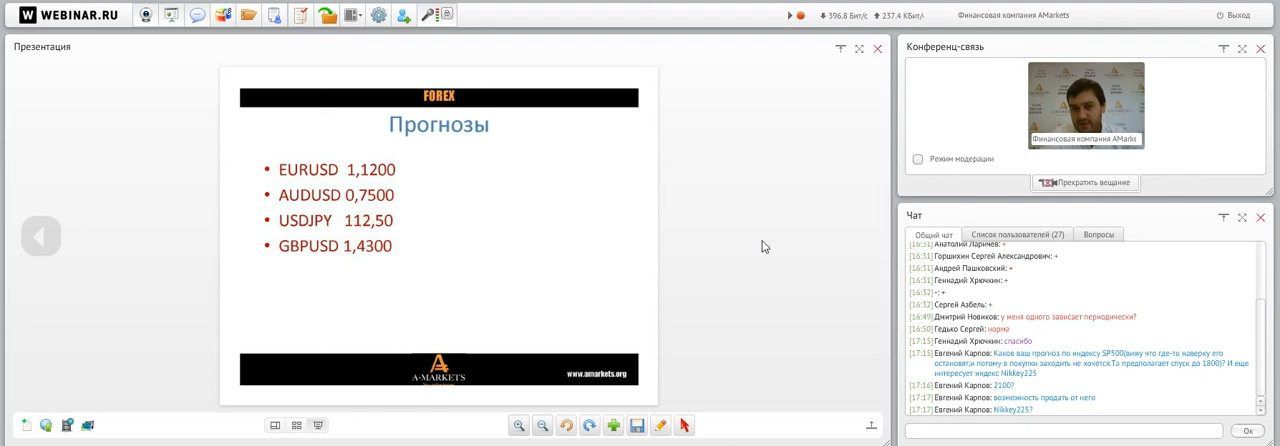 W WEBINAR.RU
396.8 Бит/с 237.4 КБит/с
Финансовая компания AMarkets
Выход
Презентация
FOREX
Прогнозы
• EURUSD 1,1200
• AUDUSD 0,7500
• USDJPY 112,50
• GBPUSD 1,4300
A-MARKETS
www.amarkets.org
Конференц-связь
Финансовая компания AMarke
Режим модерации
Прекратить вещание
Чат
Общий чат Список пользователей (27) Вопросы
[16:31] Анатолий Ларичев: +
[16:31] Горшихин Сергей Александрович: +
[16:31] Андрей Пашковский: +
[16:31] Геннадий Хрючкин: +
[16:32] -: +
[16:32] Сергей Азбель: +
[16:49] Дмитрий Новиков: у меня одного зависает периодически?
[16:50] Гедько Сергей: норма
[17:15] Геннадий Хрючкин: спасибо
[17:15] Евгений Карпов: Каков ваш прогноз по индексу SP500(вижу что где-то наверху его
остановят,и потому в покупки заходить не хочется.Та предполагает спуск до 1800)? И еще
интересует индекс Nikkey225
[17:16] Евгений Карпов: 2100?
[17:17] Евгений Карпов: возможность продать от него
[17:17] Евгений Карпов: Nikkey225?
Ок